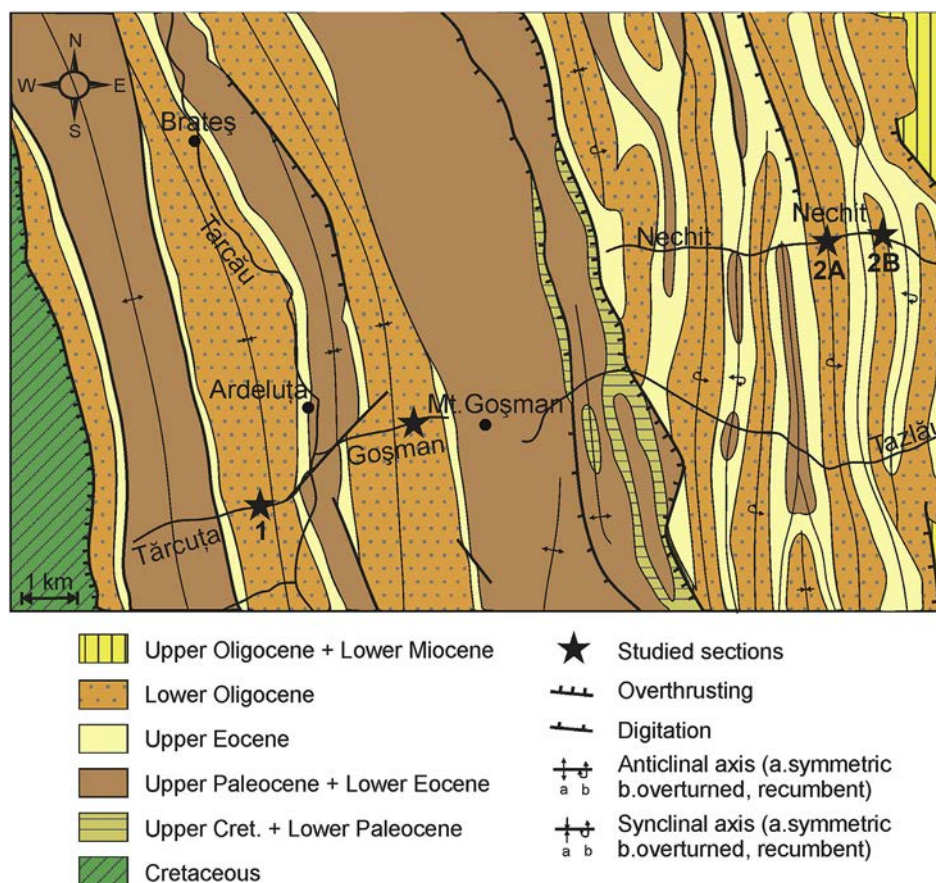 N
W E
S
Brateş
Tarcău
Nechit
Nechit
2A 2B
Ardeluța
Mt.Goşman
Goşman
Tazlău
1
Tărcuța
1 km
Upper Oligocene + Lower Miocene
Lower Oligocene
Upper Eocene
Upper Paleocene + Lower Eocene
Upper Cret. + Lower Paleocene
Cretaceous
Studied sections
Overthrusting
Digitation
Anticlinal axis (a.symmetric
b.overturned, recumbent)
a b
Synclinal axis (a.symmetric
b.overturned, recumbent)
a b